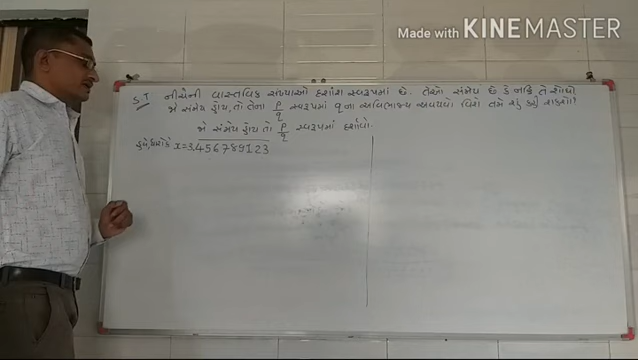 Made with KINEMASTER
S.T નીચેની વાસ્તવિક સંખ્યાઓ દશાંશ સ્વરૂપમાં છે. તેઓ સંમેય છે કે નહિ તે શોધો
જો સંમેય હોય, તો તેના p/q સ્વરૂપમાં q ના અવિભાજ્ય અવયવો વિશે તમે શું કહી શકશો?
જો સંમેય હોય તો p/q સ્વરૂપમાં દર્શાવો.
હવે, ધારોકે x = 3.456789123